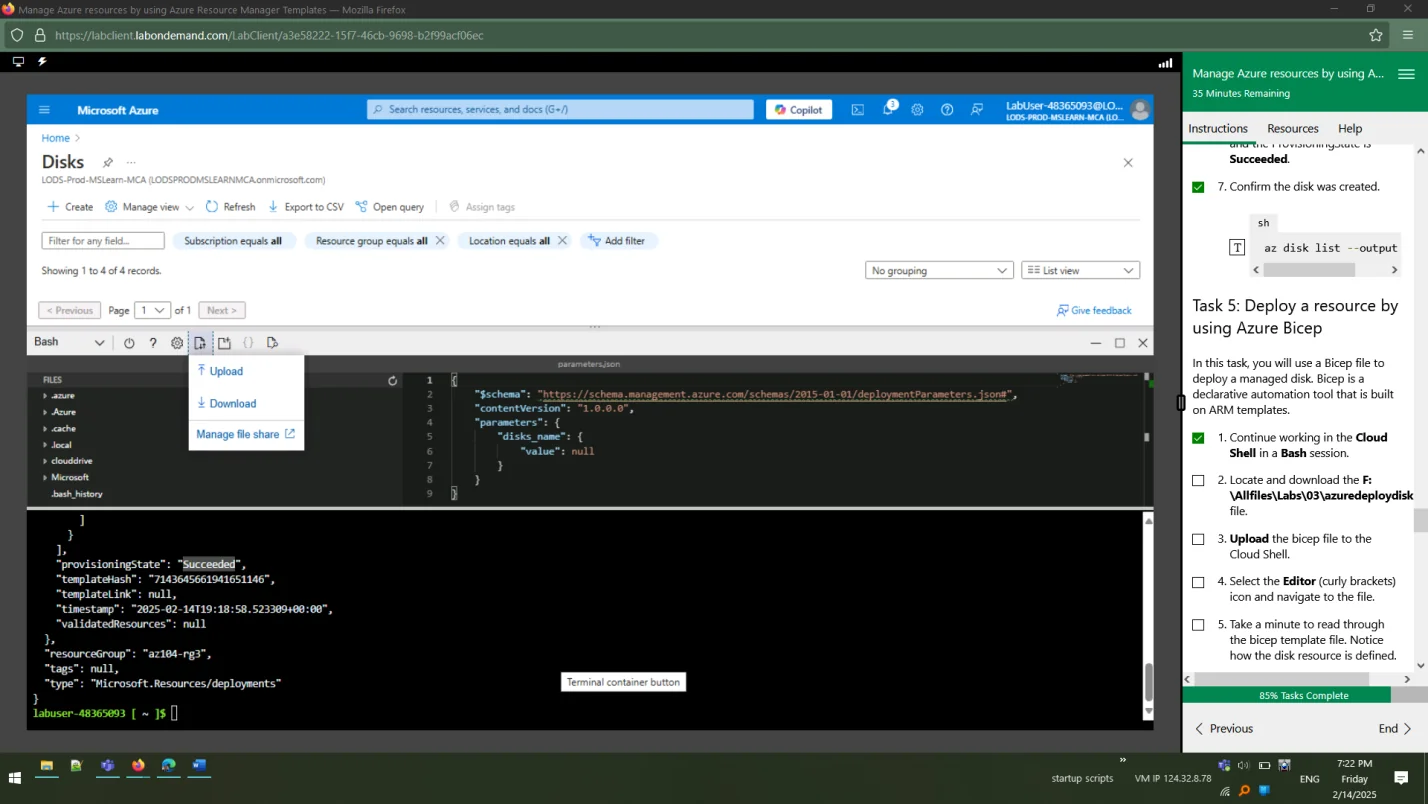 Manage Azure resources by using Azure Resource Manager Templates — Mozilla Firefox
https://labclient.labondemand.com/LabClient/a3e58222-15f7-46cb-9698-b2f99acf06ec
Microsoft Azure
Search resources, services, and docs (G+/)
Copilot
3
LabUser-48365093@LO...
LODS-PROD-MSLEARN-MCA (LO...
Home >
Disks
...
LODS-Prod-MSLearn-MCA (LODSPRODMSLEARNMCA.onmicrosoft.com)
Create
Manage view
Refresh
Export to CSV
Open query
Assign tags
Filter for any field...
Subscription equals all
Resource group equals all
Location equals all
Add filter
Showing 1 to 4 of 4 records.
No grouping
List view
< Previous
Page
1
of 1
Next >
Give feedback
Bash
Upload
Download
Manage file share
parameters.json
FILES
.azure
.Azure
.cache
.local
clouddrive
Microsoft
.bash_history
1 {
2 "$schema": "https://schema.management.azure.com/schemas/2015-01-01/deploymentParameters.json#",
3 "contentVersion": "1.0.0.0",
4 "parameters": {
5 "disks_name": {
6 "value": null
7 }
8 }
9 }
]
}
],
"provisioningState": "Succeeded",
"templateHash": "7143645661941651146",
"templateLink": null,
"timestamp": "2025-02-14T19:18:58.523309+00:00",
"validatedResources": null
},
"resourceGroup": "az104-rg3",
"tags": null,
"type": "Microsoft.Resources/deployments"
}
labuser-48365093 [ ~ ]$
Terminal container button
Manage Azure resources by using A...
35 Minutes Remaining
Instructions
Resources
Help
and the ProvisioningState is
Succeeded.
7. Confirm the disk was created.
sh
T
az disk list --output
Task 5: Deploy a resource by
using Azure Bicep
In this task, you will use a Bicep file to
deploy a managed disk. Bicep is a
declarative automation tool that is built
on ARM templates.
1. Continue working in the Cloud
Shell in a Bash session.
2. Locate and download the F:
\Allfiles\Labs\03\azuredeploydisk
file.
3. Upload the bicep file to the
Cloud Shell.
4. Select the Editor (curly brackets)
icon and navigate to the file.
5. Take a minute to read through
the bicep template file. Notice
how the disk resource is defined.
85% Tasks Complete
Previous
End
startup scripts
VM IP 124.32.8.78
ENG
7:22 PM
Friday
2/14/2025